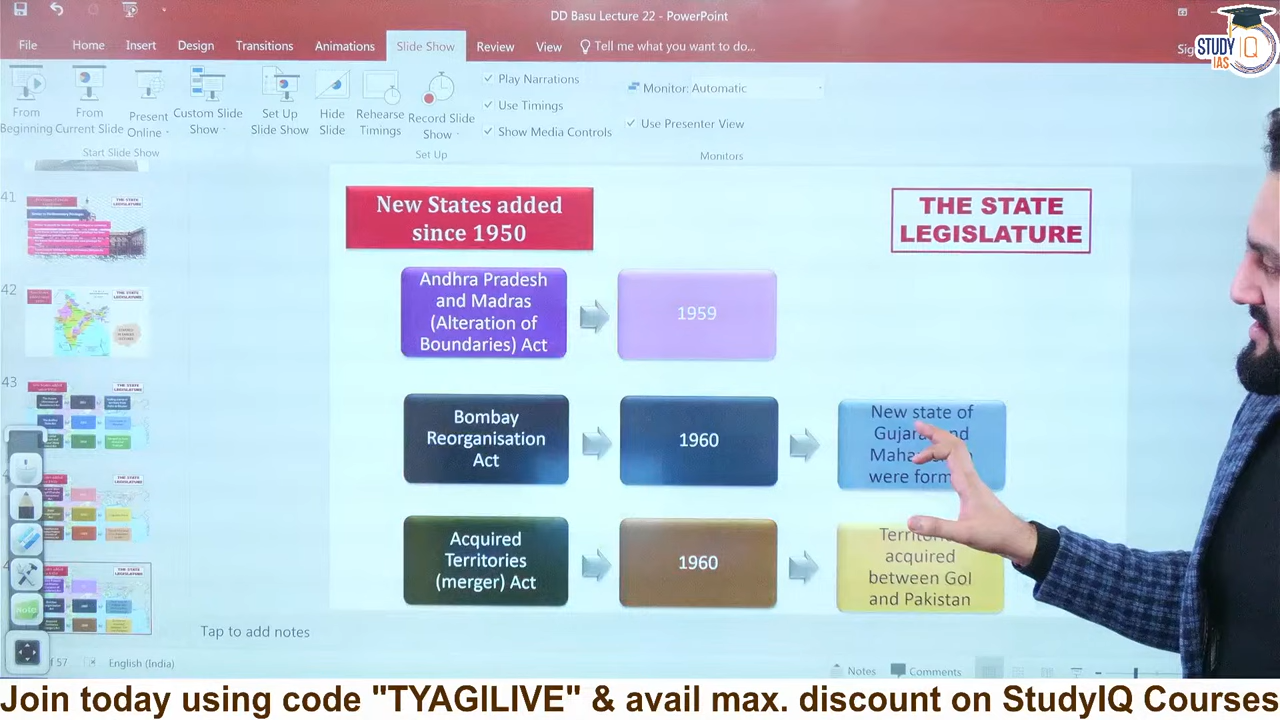 DD Basu Lecture 22 - PowerPoint
File Home Insert Design Transitions Animations Slide Show Review View Tell me what you want to do...
STUDY IQ
IAS
From Beginning
From Current Slide
Present Online
Custom Slide Show
Set Up Slide Show
Hide Slide
Rehearse Timings
Record Slide Show
Play Narrations
Use Timings
Show Media Controls
Monitor: Automatic
Use Presenter View
Start Slide Show
Set Up
Monitors
41
42
43
New States added
since 1950
THE STATE
LEGISLATURE
Andhra Pradesh
and Madras
(Alteration of
Boundaries) Act
1959
Bombay
Reorganisation
Act
1960
New state of
were
Acquired
Territories
(merger) Act
1960
acquired
between GoI
and Pakistan
Tap to add notes
of 57
English (India)
Notes
Comments
Join today using code "TYAGILIVE" & avail max. discount on StudyIQ Courses